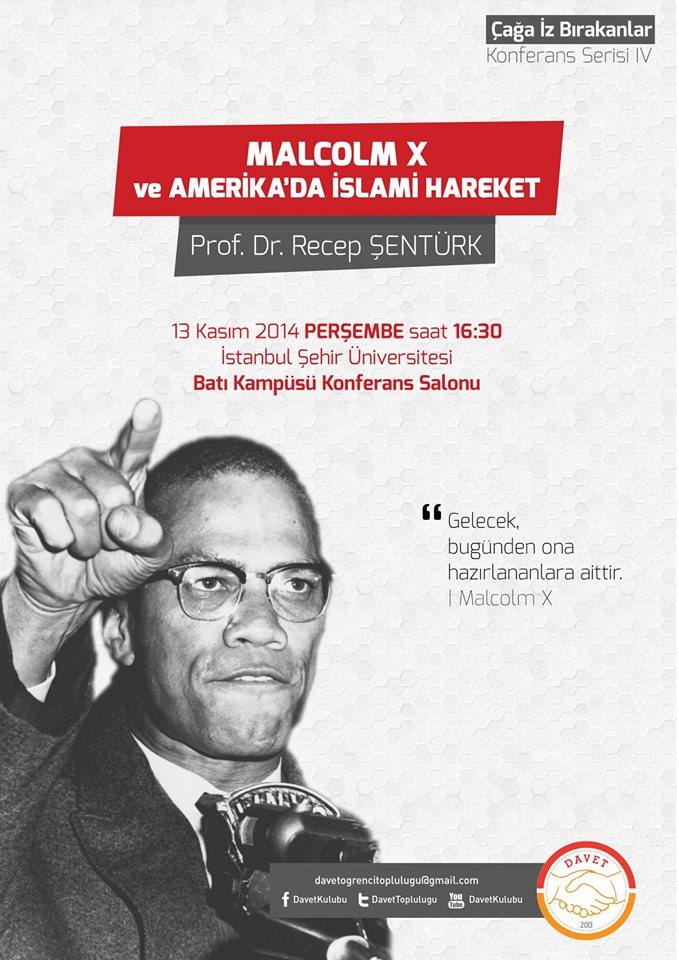 Çağa İz Bırakanlar
Konferans Serisi IV
MALCOLM X
ve AMERİKA'DA İSLAMİ HAREKET
Prof. Dr. Recep ŞENTÜRK
13 Kasım 2014 PERŞEMBE saat 16:30
İstanbul Şehir Üniversitesi
Batı Kampüsü Konferans Salonu
“ Gelecek,
bugünden ona
hazırlananlara aittir.
| Malcolm X
davetogrencitoplulugu@gmail.com
DavetKulubu DavetToplulugu You Tube DavetKulubu
DAVET
2013